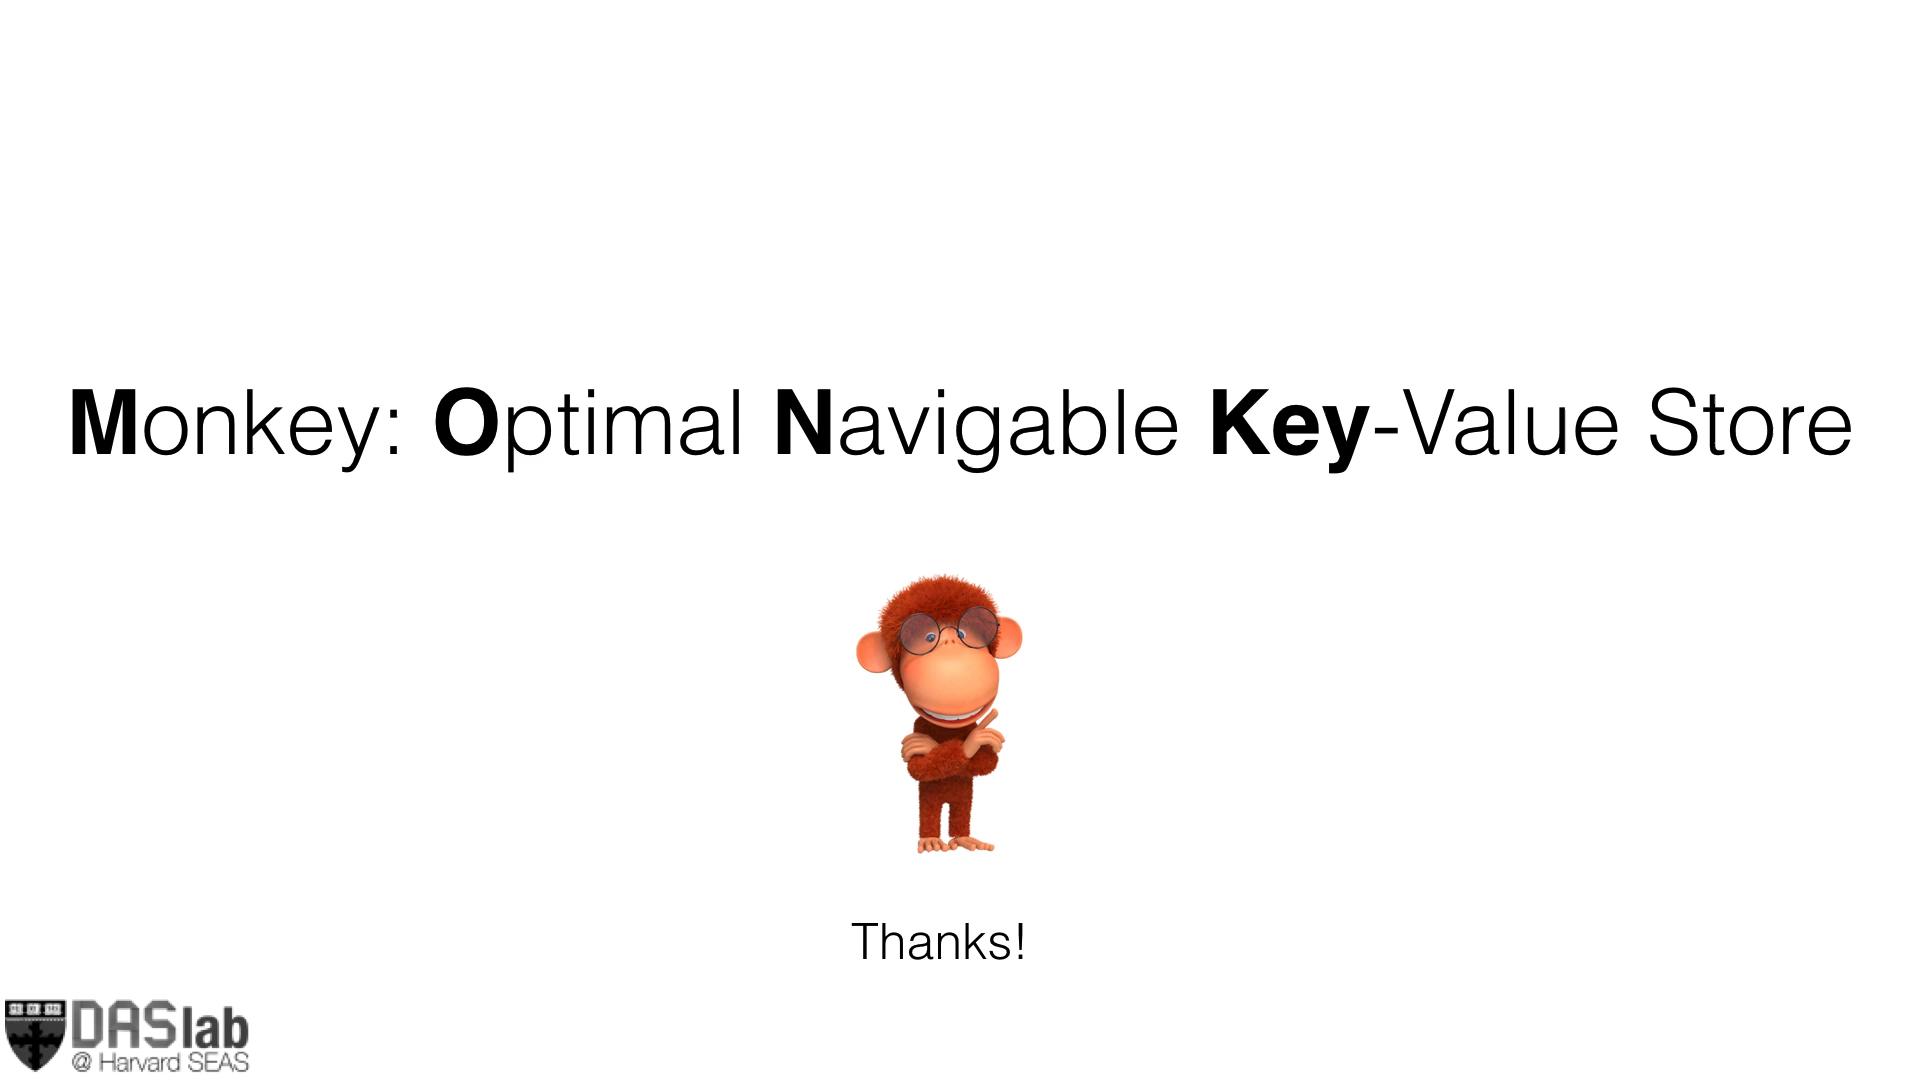 Monkey: Optimal Navigable Key-Value Store
Thanks!
DASlab
@ Harvard SEAS